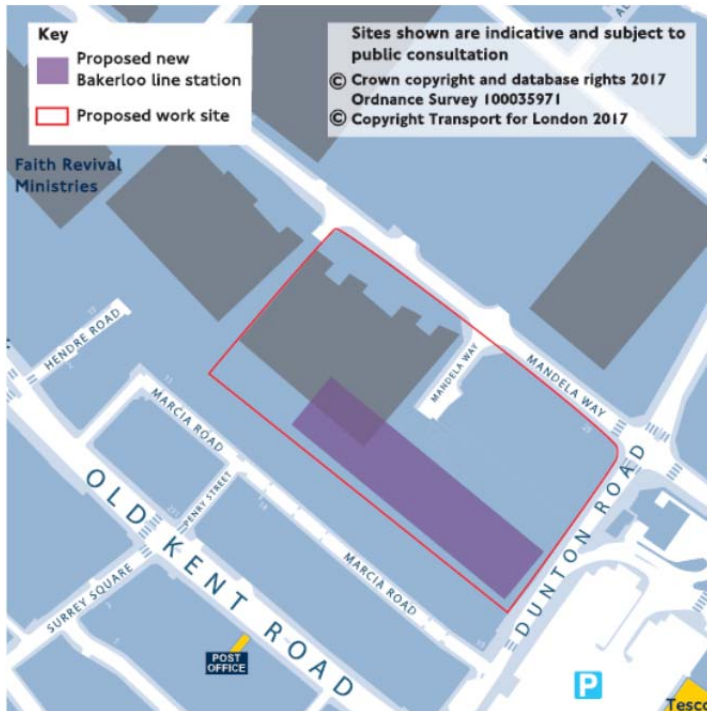 Key
Proposed new
Bakerloo line station
Proposed work site
Sites shown are indicative and subject to
public consultation
© Crown copyright and database rights 2017
Ordnance Survey 100035971
© Copyright Transport for London 2017
Faith Revival
Ministries
HENDRE ROAD
MARCIA ROAD
PENRY STREET
MANDELA WAY
MANDELA WAY
OLD KENT ROAD
MARCIA ROAD
DUNTON ROAD
SURREY SQUARE
POST
OFFICE
P
Tesco